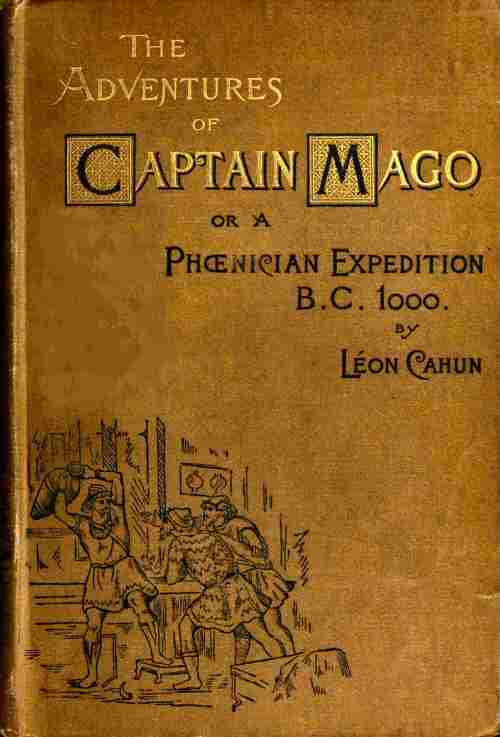 THE
ADVENTURES
OF
CAPTAIN MAGO
OR A
PHŒNICIAN EXPEDITION
B.C. 1000.
BY
LÉON CAHUN